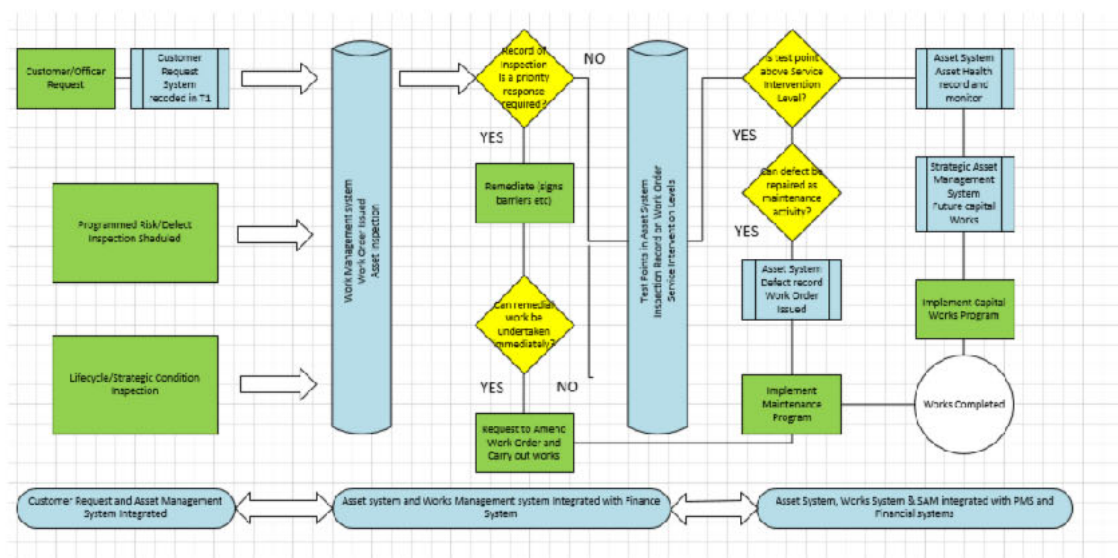 Customer/Officer
Request
Customer
Request
System
recoded in T1
Programmed Risk/Defect
Inspection Sheduled
Lifecycle/Strategic Condition
Inspection
Work Management system
Work Order Issued
Asset Inspection
Record of
Inspection
is a priority
response
required?
NO
YES
Remediate (signs
barriers etc)
Can remedial
work be
undertaken
immediately?
YES
NO
Request to Amend
Work Order and
Carry out works
Test Points in Asset System
Inspection Record on Work Order
Service Intervention Levels
Is test point
above Service
Intervention
Level?
YES
Can defect be
repaired as
maintenance
activity?
YES
Asset System
Defect record
Work Order
Issued
Implement
Maintenance
Program
Asset System
Asset Health
record and
monitor
Strategic Asset
Management
System
Future capital
Works
Implement Capital
Works Program
Works Completed
Customer Request and Asset Management
System Integrated
Asset system and Works Management system Integrated with Finance
System
Asset System, Works System & SAM integrated with PMS and
Financial systems